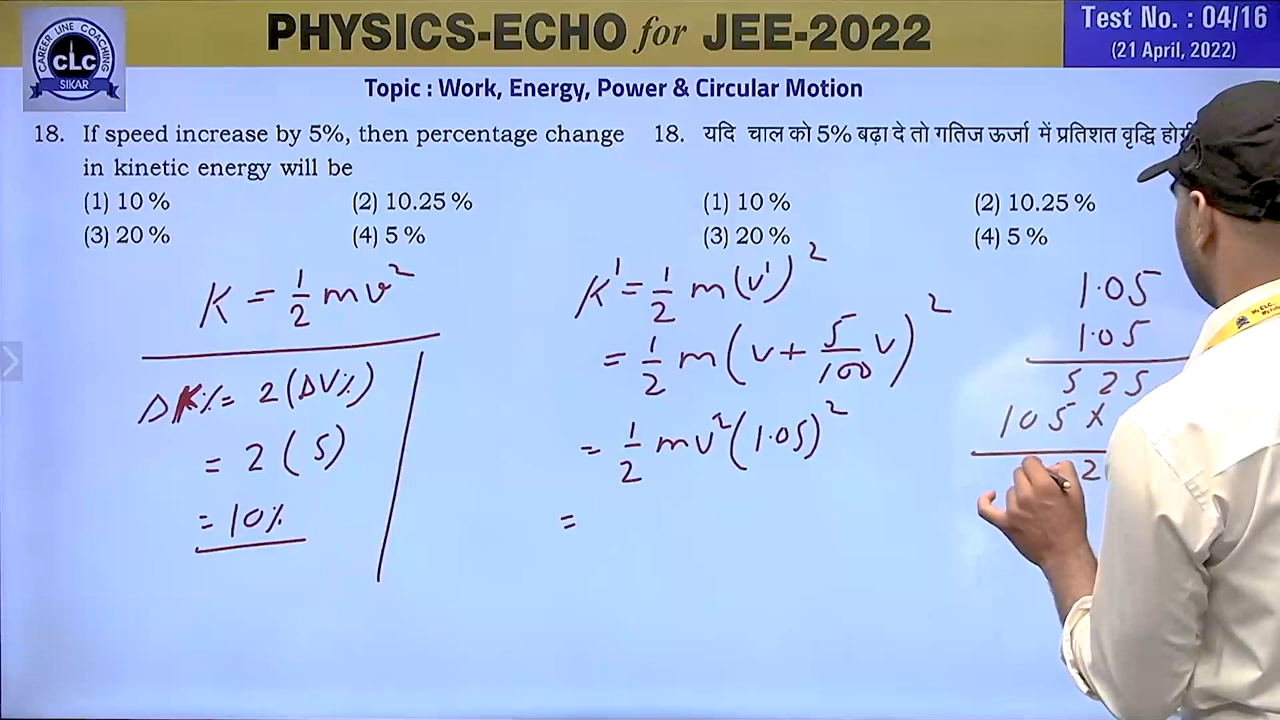 CAREER LINE COACHING
CLC
SIKAR
PHYSICS-ECHO for JEE-2022
Test No. : 04/16
(21 April, 2022)
Topic : Work, Energy, Power & Circular Motion
18. If speed increase by 5%, then percentage change
in kinetic energy will be
(1) 10 % (2) 10.25 %
(3) 20 % (4) 5 %
18. यदि चाल को 5% बढ़ा दे तो गतिज ऊर्जा में प्रतिशत वृद्धि
(1) 10 % (2) 10.25 %
(3) 20 % (4) 5 %
K = 1/2 mv²
ΔK% = 2(ΔV%)
= 2(5)
= 10%
K' = 1/2 m(v')²
= 1/2 m(v + 5/100 v)²
= 1/2 mv²(1.05)²
=
1.05
1.05
525
105×
2